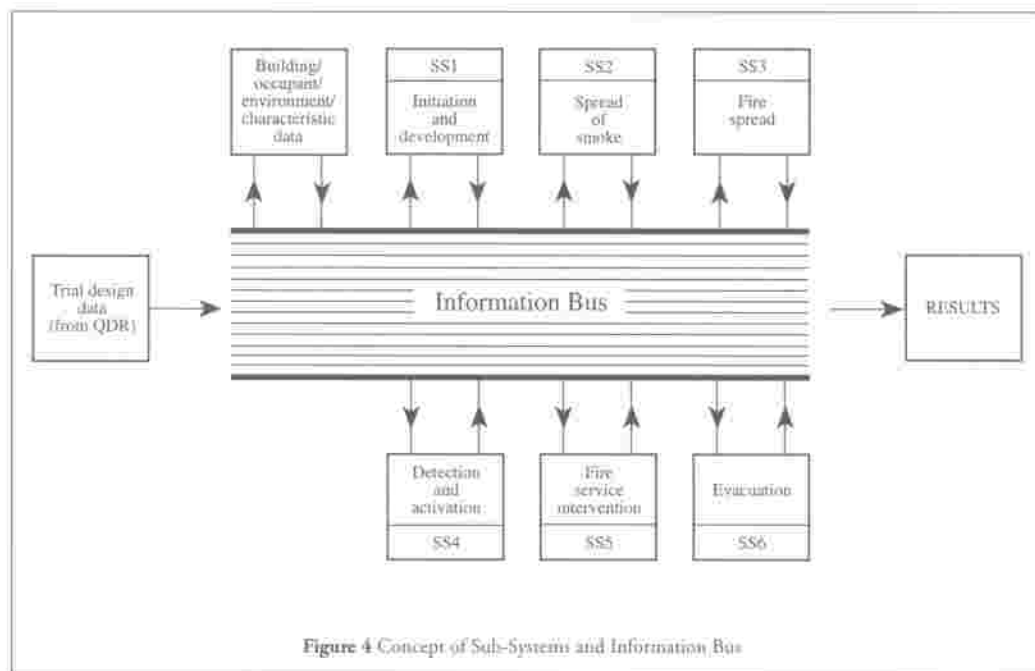 Building/
occupant/
environment/
characteristic
data
SS1
Initiation
and
development
SS2
Spread
of
smoke
SS3
Fire
spread
Trial design
data
(from QDR)
Information Bus
RESULTS
Detection
and
activation
SS4
Fire
service
intervention
SS5
Evacuation
SS6
Figure 4 Concept of Sub-Systems and Information Bus